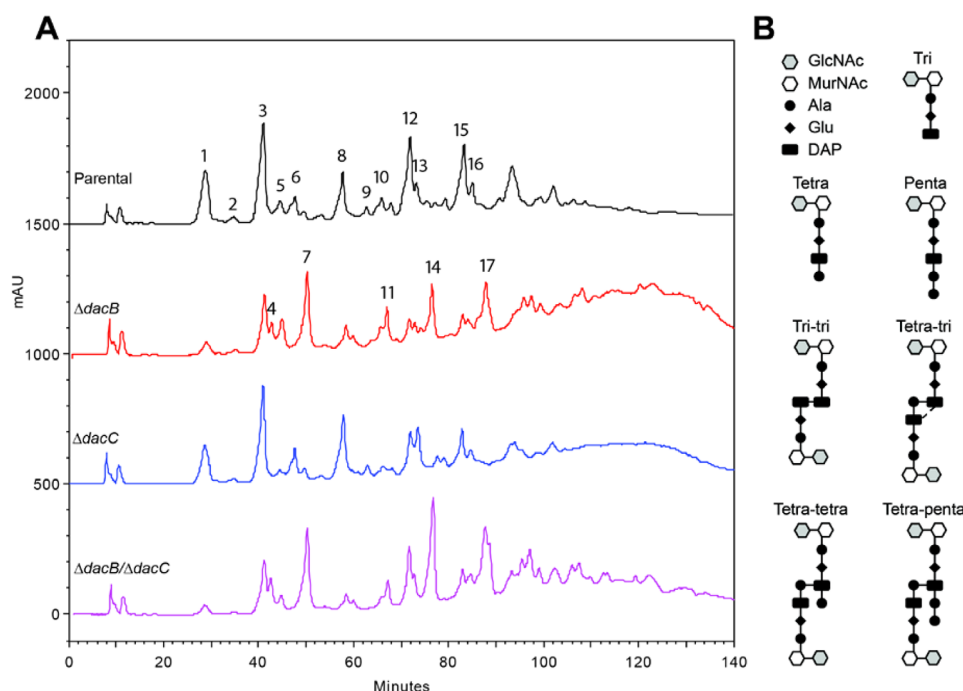 A
B
2000
1500
1000
500
0
mAU
Parental
1
2
3
5
6
8
9
10
12
13
15
16
ΔdacB
4
7
11
14
17
ΔdacC
ΔdacB/ΔdacC
0
20
40
60
80
100
120
140
Minutes
GlcNAc
MurNAc
Ala
Glu
DAP
Tri
Tetra
Penta
Tri-tri
Tetra-tri
Tetra-tetra
Tetra-penta